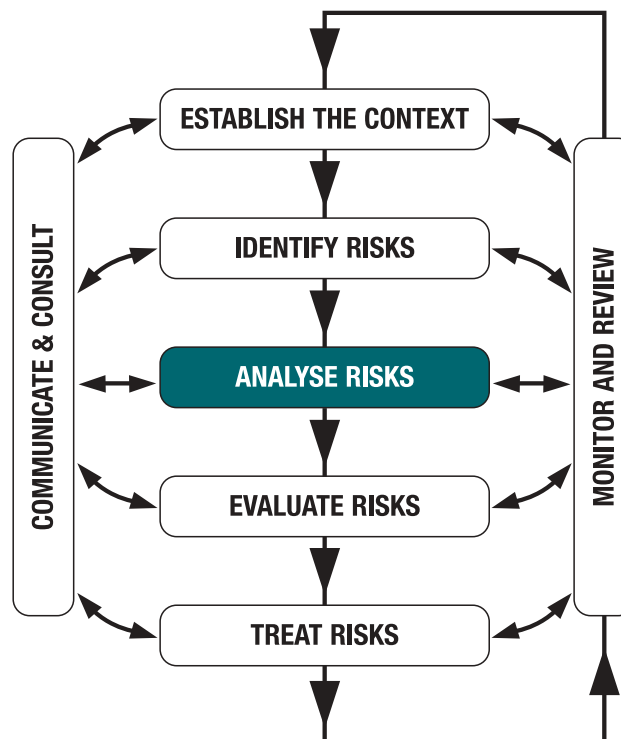 ESTABLISH THE CONTEXT
IDENTIFY RISKS
ANALYSE RISKS
EVALUATE RISKS
TREAT RISKS
COMMUNICATE & CONSULT
MONITOR AND REVIEW